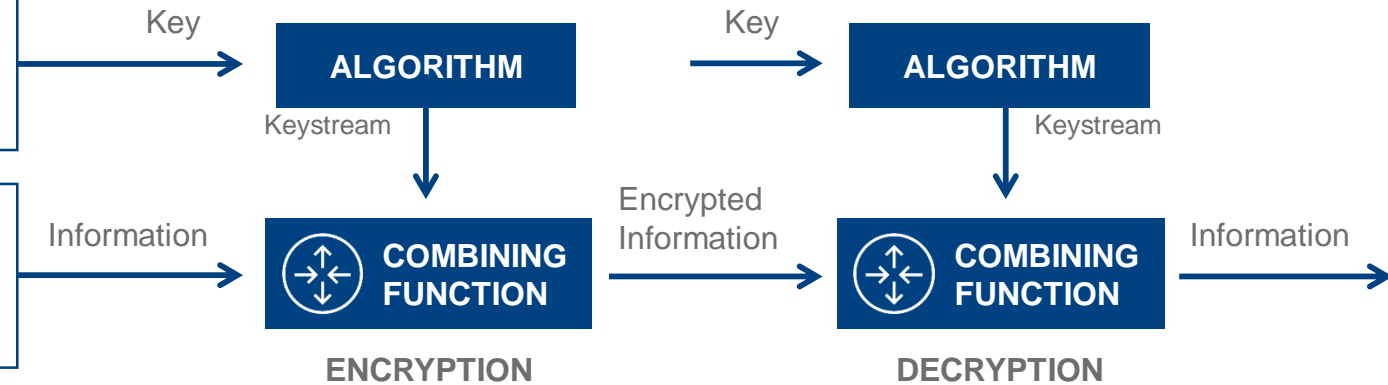 Key
ALGORITHM
Keystream
Key
ALGORITHM
Keystream
Information
COMBINING
FUNCTION
Encrypted
Information
COMBINING
FUNCTION
Information
ENCRYPTION
DECRYPTION